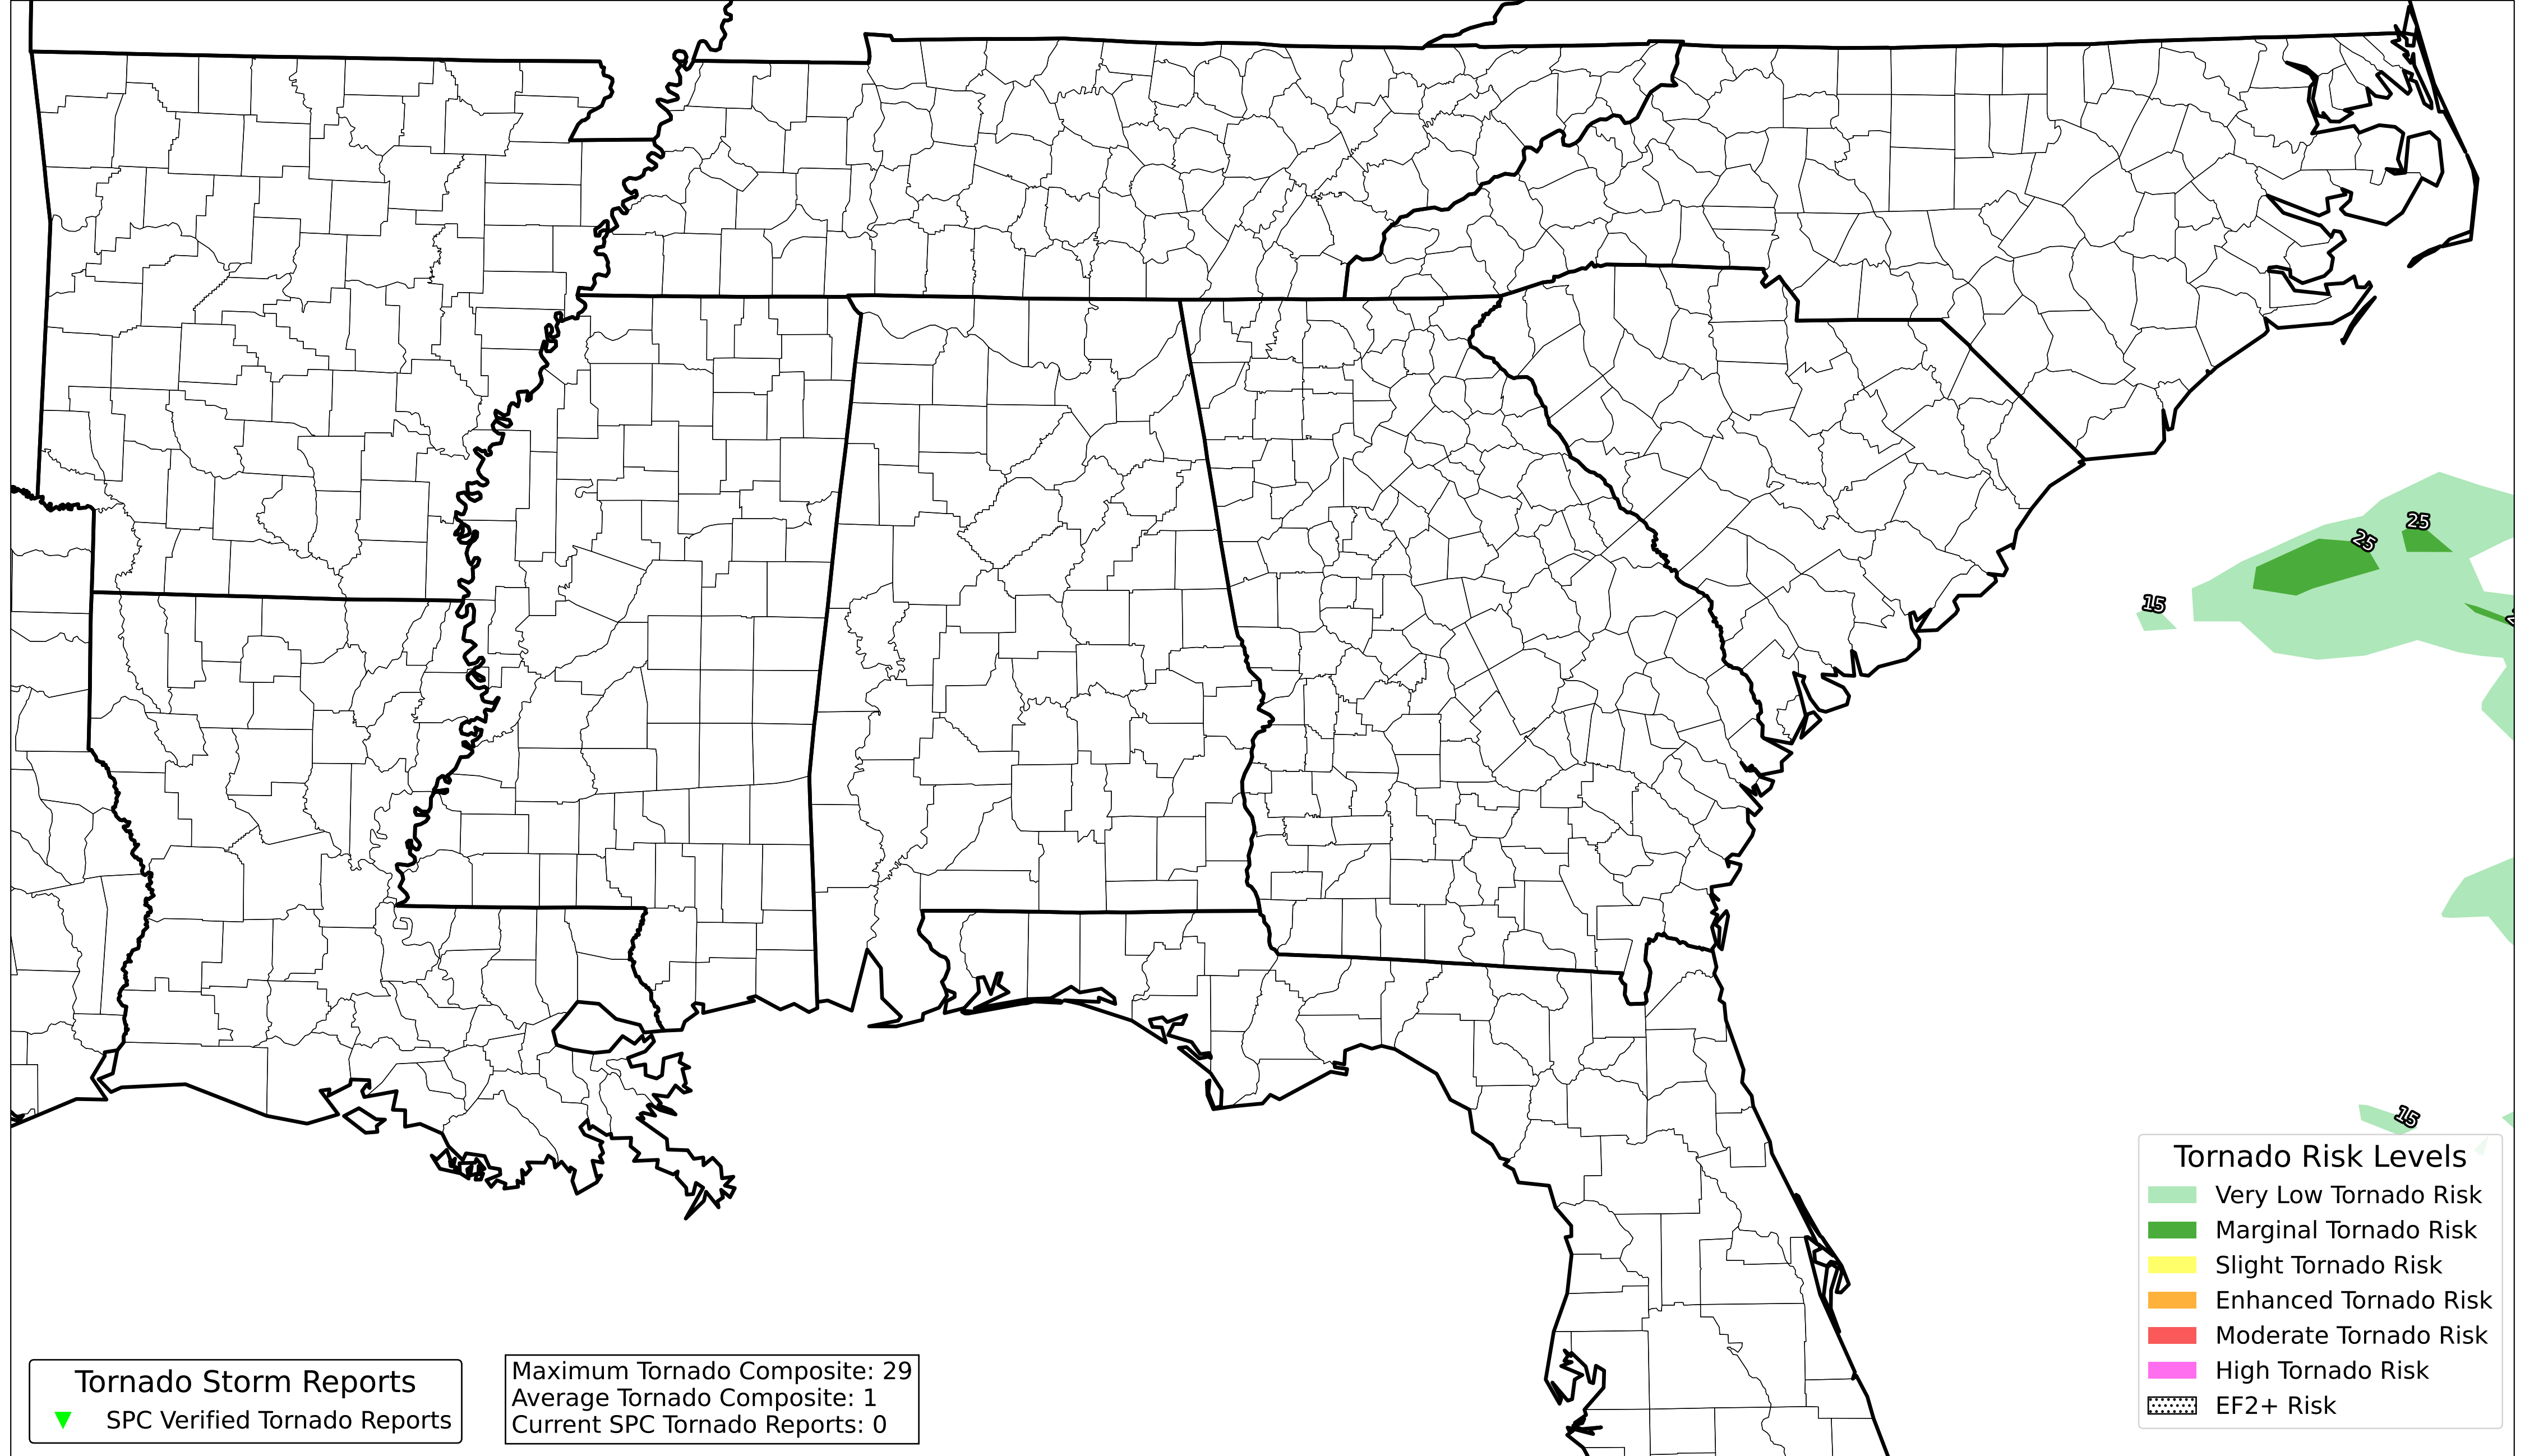 25
25
15
15
Tornado Risk Levels
Very Low Tornado Risk
Marginal Tornado Risk
Slight Tornado Risk
Enhanced Tornado Risk
Moderate Tornado Risk
High Tornado Risk
EF2+ Risk
Tornado Storm Reports
SPC Verified Tornado Reports
Maximum Tornado Composite: 29
Average Tornado Composite: 1
Current SPC Tornado Reports: 0